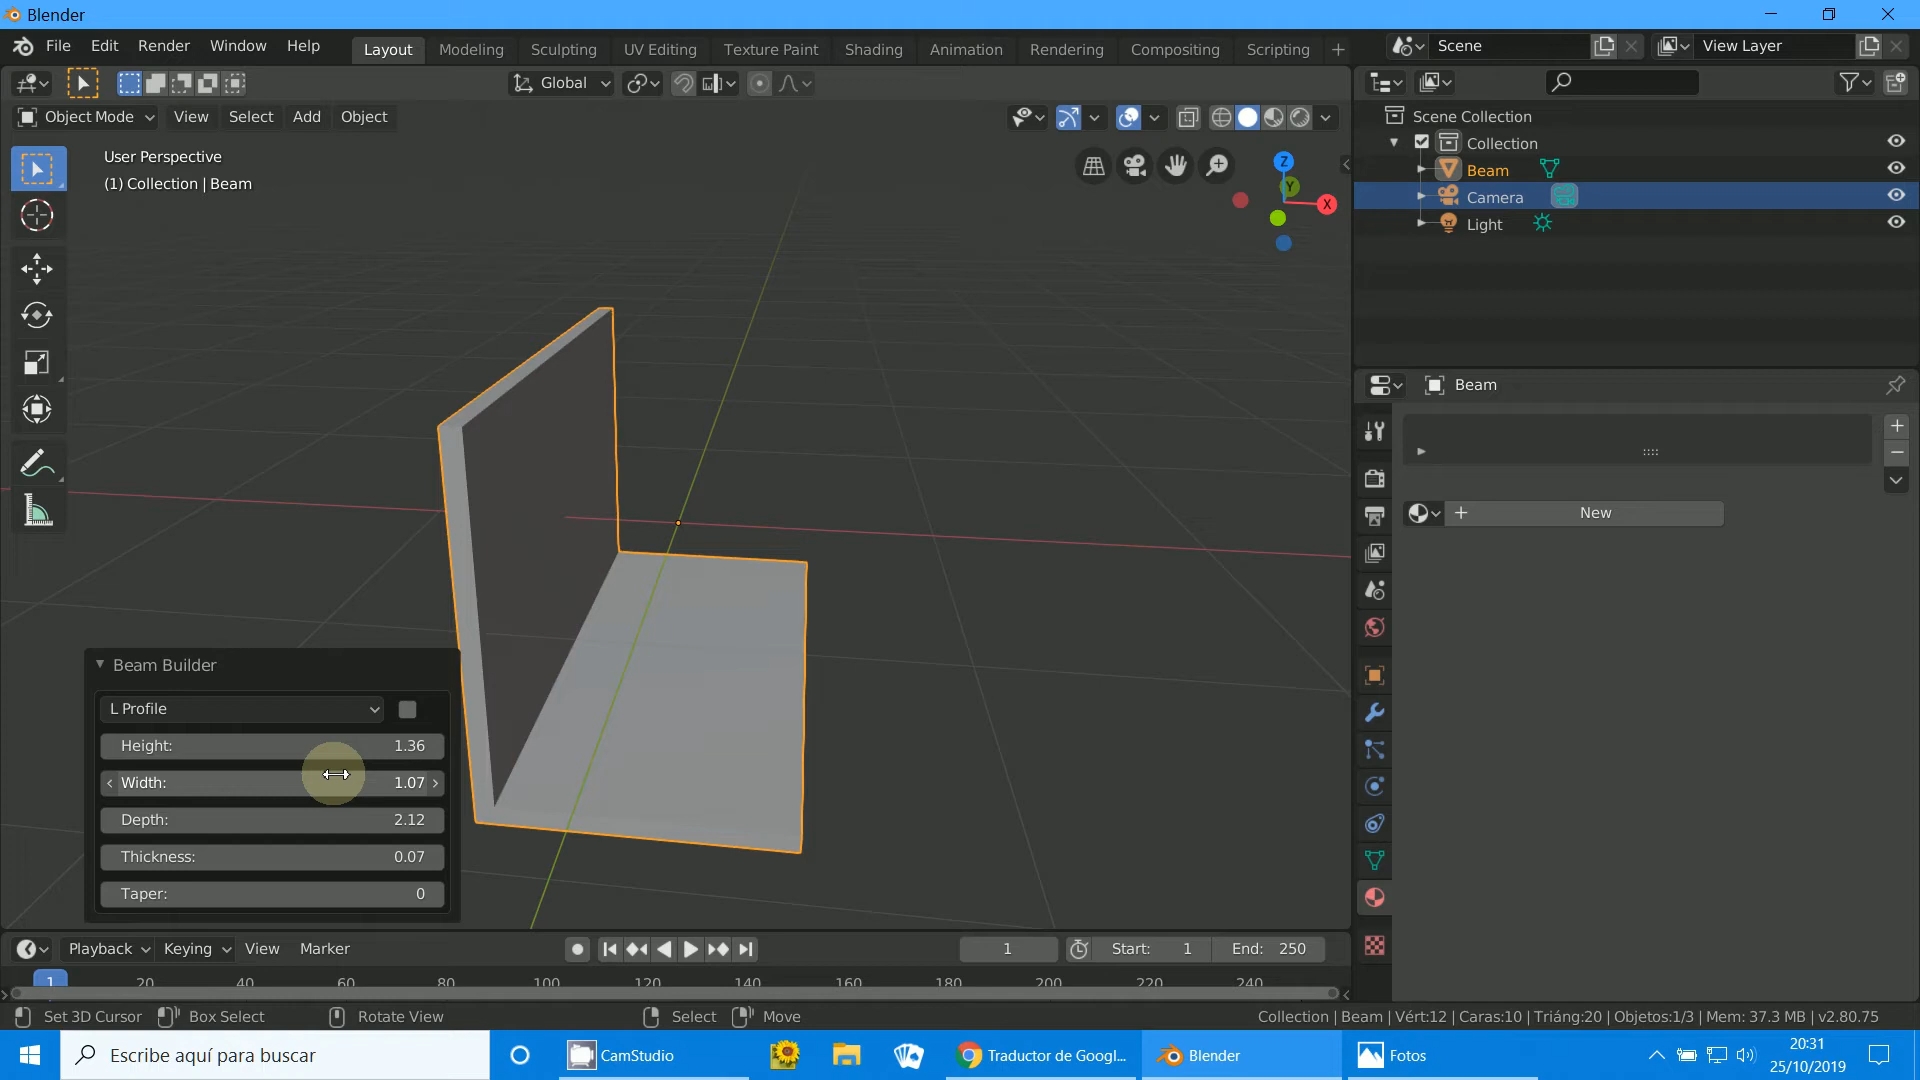 Blender
File Edit Render Window Help Layout Modeling Sculpting UV Editing Texture Paint Shading Animation Rendering Compositing Scripting + Scene View Layer
Global
Object Mode View Select Add Object
User Perspective
(1) Collection | Beam
Z
Y
X
Scene Collection
Collection
Beam
Camera
Light
Beam
New
Beam Builder
L Profile
Height: 1.36
Width: 1.07
Depth: 2.12
Thickness: 0.07
Taper: 0
Playback Keying View Marker 1 Start: 1 End: 250
1 20 40 60 80 100 120 140 160 180 200 220 240
Set 3D Cursor Box Select Rotate View Select Move Collection | Beam | Vért:12 | Caras:10 | Triáng:20 | Objetos:1/3 | Mem: 37.3 MB | v2.80.75
Escribe aquí para buscar CamStudio Traductor de Googl... Blender Fotos
20:31
25/10/2019